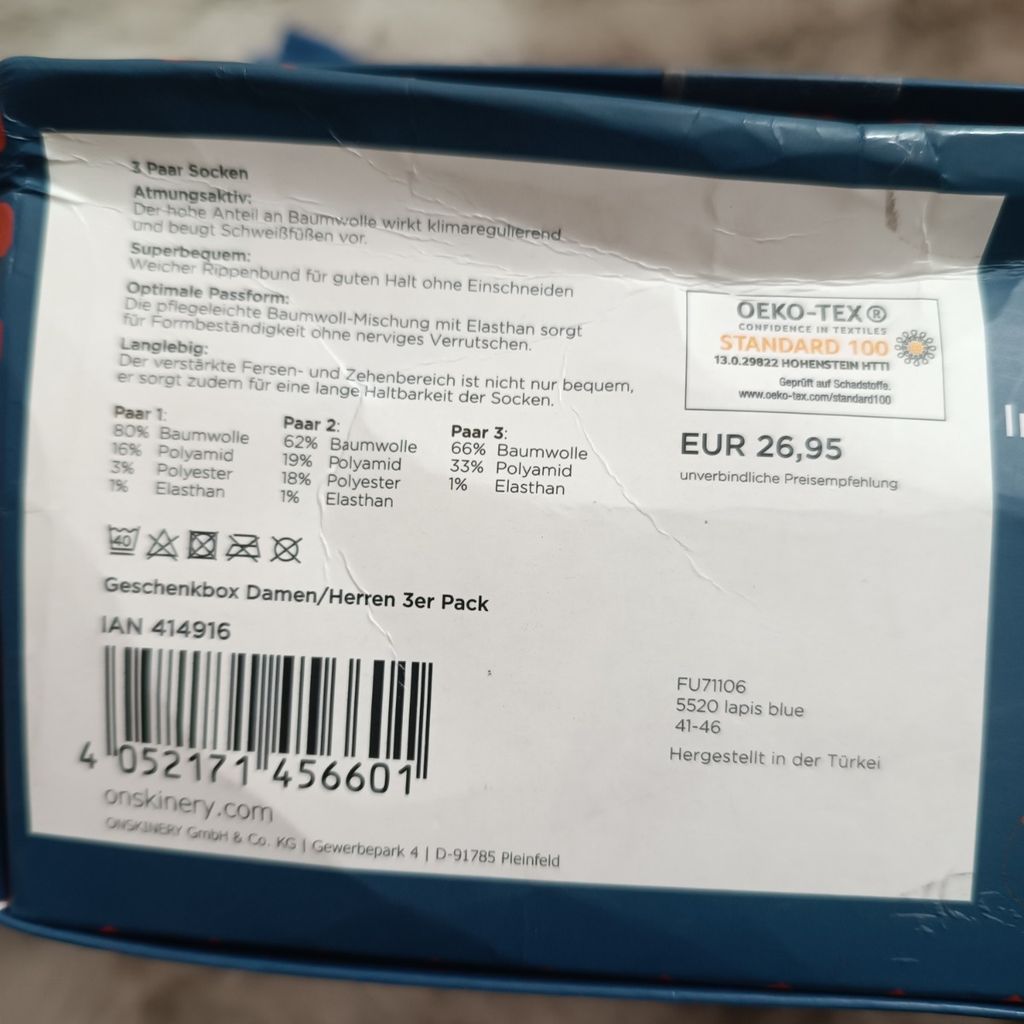 3 Paar Socken
Atmungsaktiv:
Der hohe Anteil an Baumwolle wirkt klimaregulierend
und beugt Schweißfüßen vor.
Superbequem:
Weicher Rippenbund für guten Halt ohne Einschneiden
Optimale Passform:
Die pflegeleichte Baumwoll-Mischung mit Elasthan sorgt
für Formbeständigkeit ohne nerviges Verrutschen.
Langlebig:
Der verstärkte Fersen- und Zehenbereich ist nicht nur bequem,
er sorgt zudem für eine lange Haltbarkeit der Socken.
Paar 1:
80% Baumwolle
16% Polyamid
3% Polyester
1% Elasthan
Paar 2:
62% Baumwolle
19% Polyamid
18% Polyester
1% Elasthan
Paar 3:
66% Baumwolle
33% Polyamid
1% Elasthan
OEKO-TEX®
CONFIDENCE IN TEXTILES
STANDARD 100
13.0.29822 HOHENSTEIN HTTI
Geprüft auf Schadstoffe.
www.oeko-tex.com/standard100
EUR 26,95
unverbindliche Preisempfehlung
40
Geschenkbox Damen/Herren 3er Pack
IAN 414916
4 052171 456601
onskinery.com
ONSKINERY GmbH & Co. KG | Gewerbepark 4 | D-91785 Pleinfeld
FU71106
5520 lapis blue
41-46
Hergestellt in der Türkei